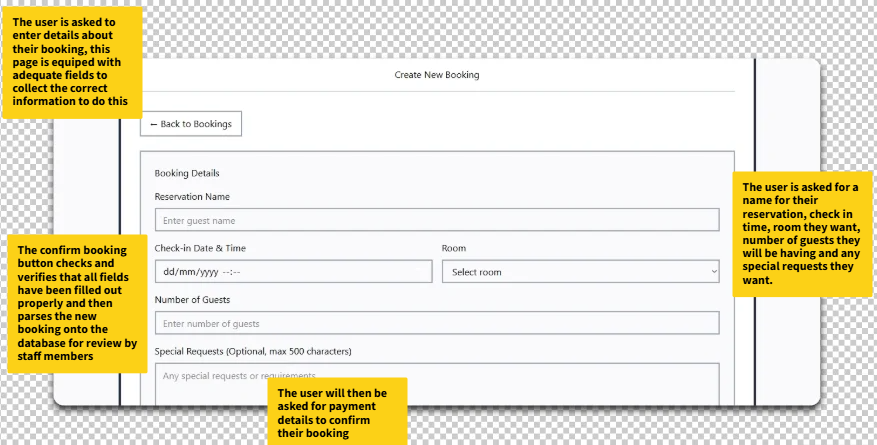 The user is asked to
enter details about
their booking, this
page is equiped with
adequate fields to
collect the correct
information to do this
Create New Booking
← Back to Bookings
Booking Details
Reservation Name
Enter guest name
Check-in Date & Time
Room
dd/mm/yyyy --:--
Select room
Number of Guests
Enter number of guests
Special Requests (Optional, max 500 characters)
Any special requests or requirements
The user is asked for a
name for their
reservation, check in
time, room they want,
number of guests they
will be having and any
special requests they
want.
The confirm booking
button checks and
verifies that all fields
have been filled out
properly and then
parses the new
booking onto the
database for review by
staff members
The user will then be
asked for payment
details to confirm
their booking